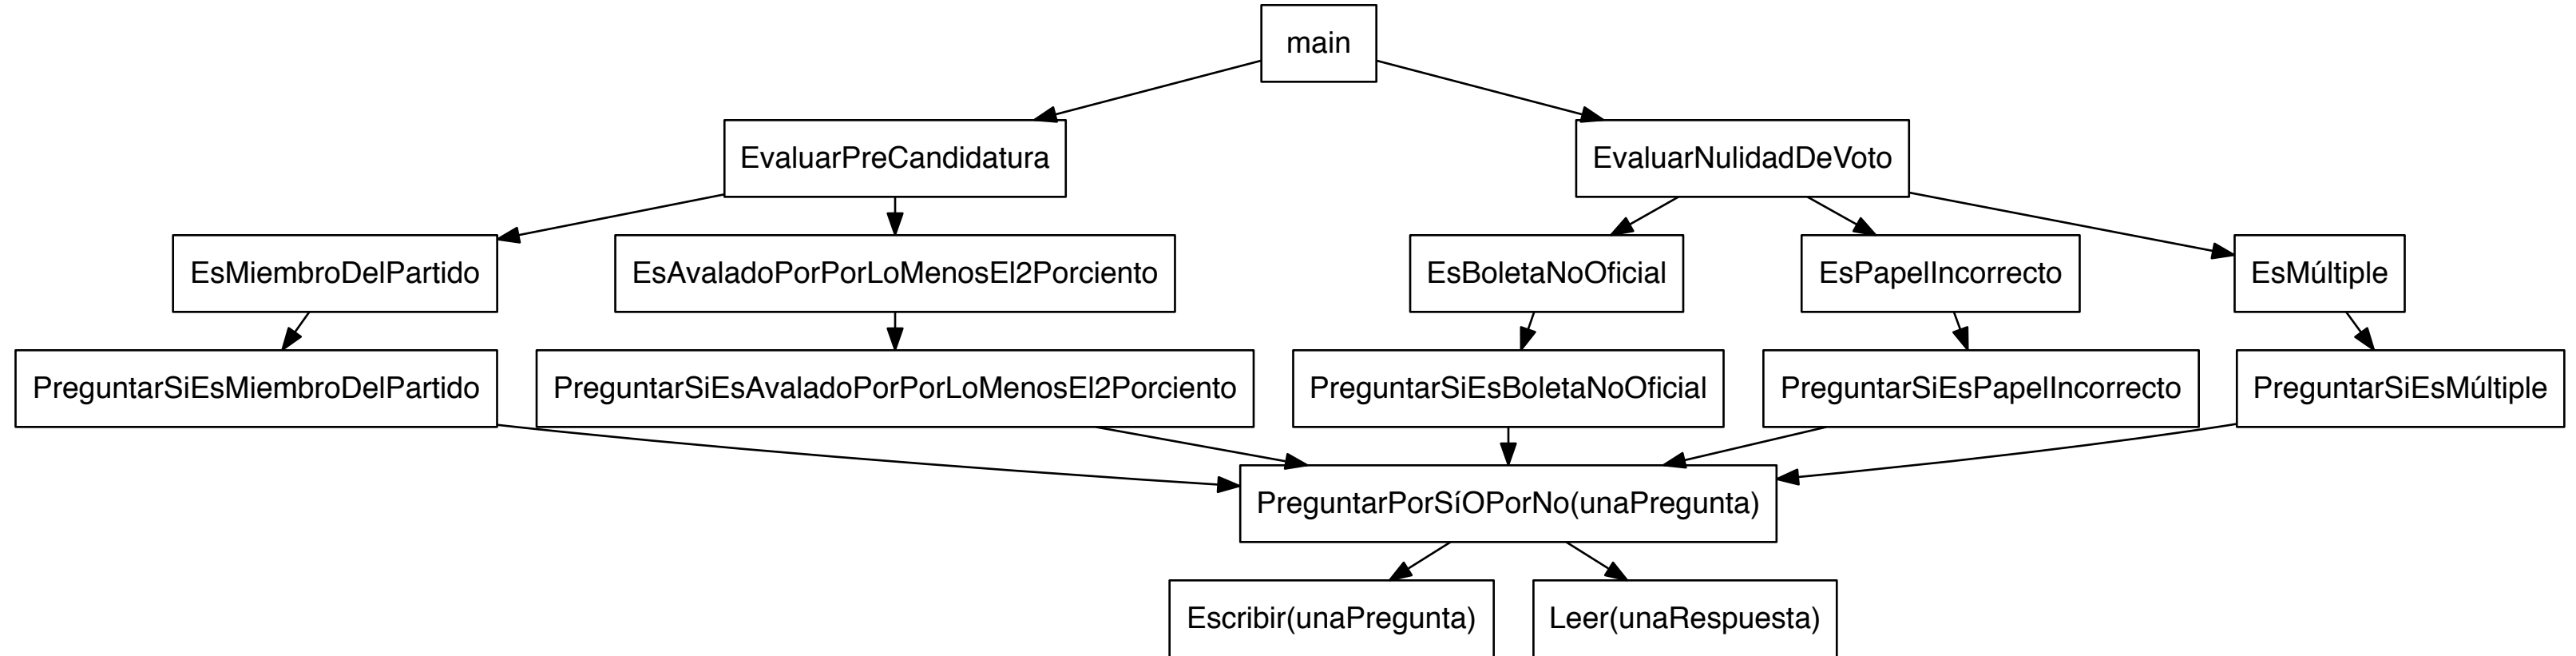 main
EvaluarPreCandidatura
EvaluarNulidadDeVoto
EsMiembroDelPartido
EsAvaladoPorPorLoMenosEl2Porciento
EsBoletaNoOficial
EsPapelIncorrecto
EsMúltiple
PreguntarSiEsMiembroDelPartido
PreguntarSiEsAvaladoPorPorLoMenosEl2Porciento
PreguntarSiEsBoletaNoOficial
PreguntarSiEsPapelIncorrecto
PreguntarSiEsMúltiple
PreguntarPorSíOPorNo(unaPregunta)
Escribir(unaPregunta)
Leer(unaRespuesta)